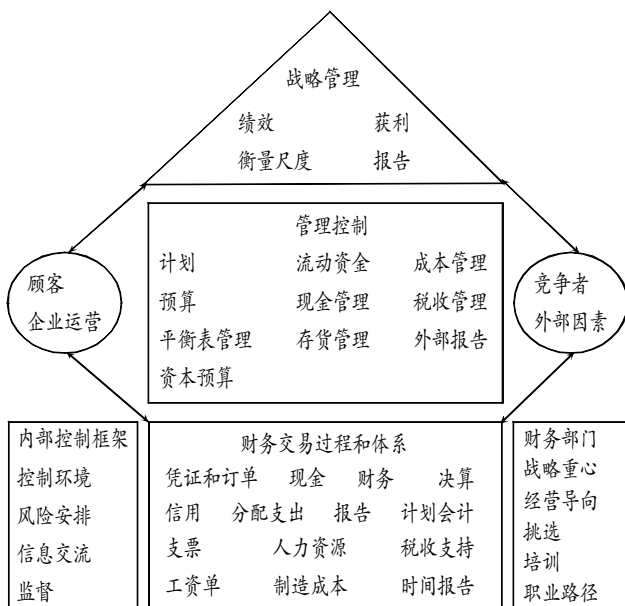 战略管理
绩效 获利
衡量尺度 报告
管理控制
计划 流动资金 成本管理
预算 现金管理 税收管理
平衡表管理 存货管理 外部报告
资本预算
顾客
企业运营
竞争者
外部因素
内部控制框架
控制环境
风险安排
信息交流
监督
财务交易过程和体系
凭证和订单 现金 财务 决算
信用 分配支出 报告 计划会计
支票 人力资源 税收支持
工资单 制造成本 时间报告
财务部门
战略重心
经营导向
挑选
培训
职业路径